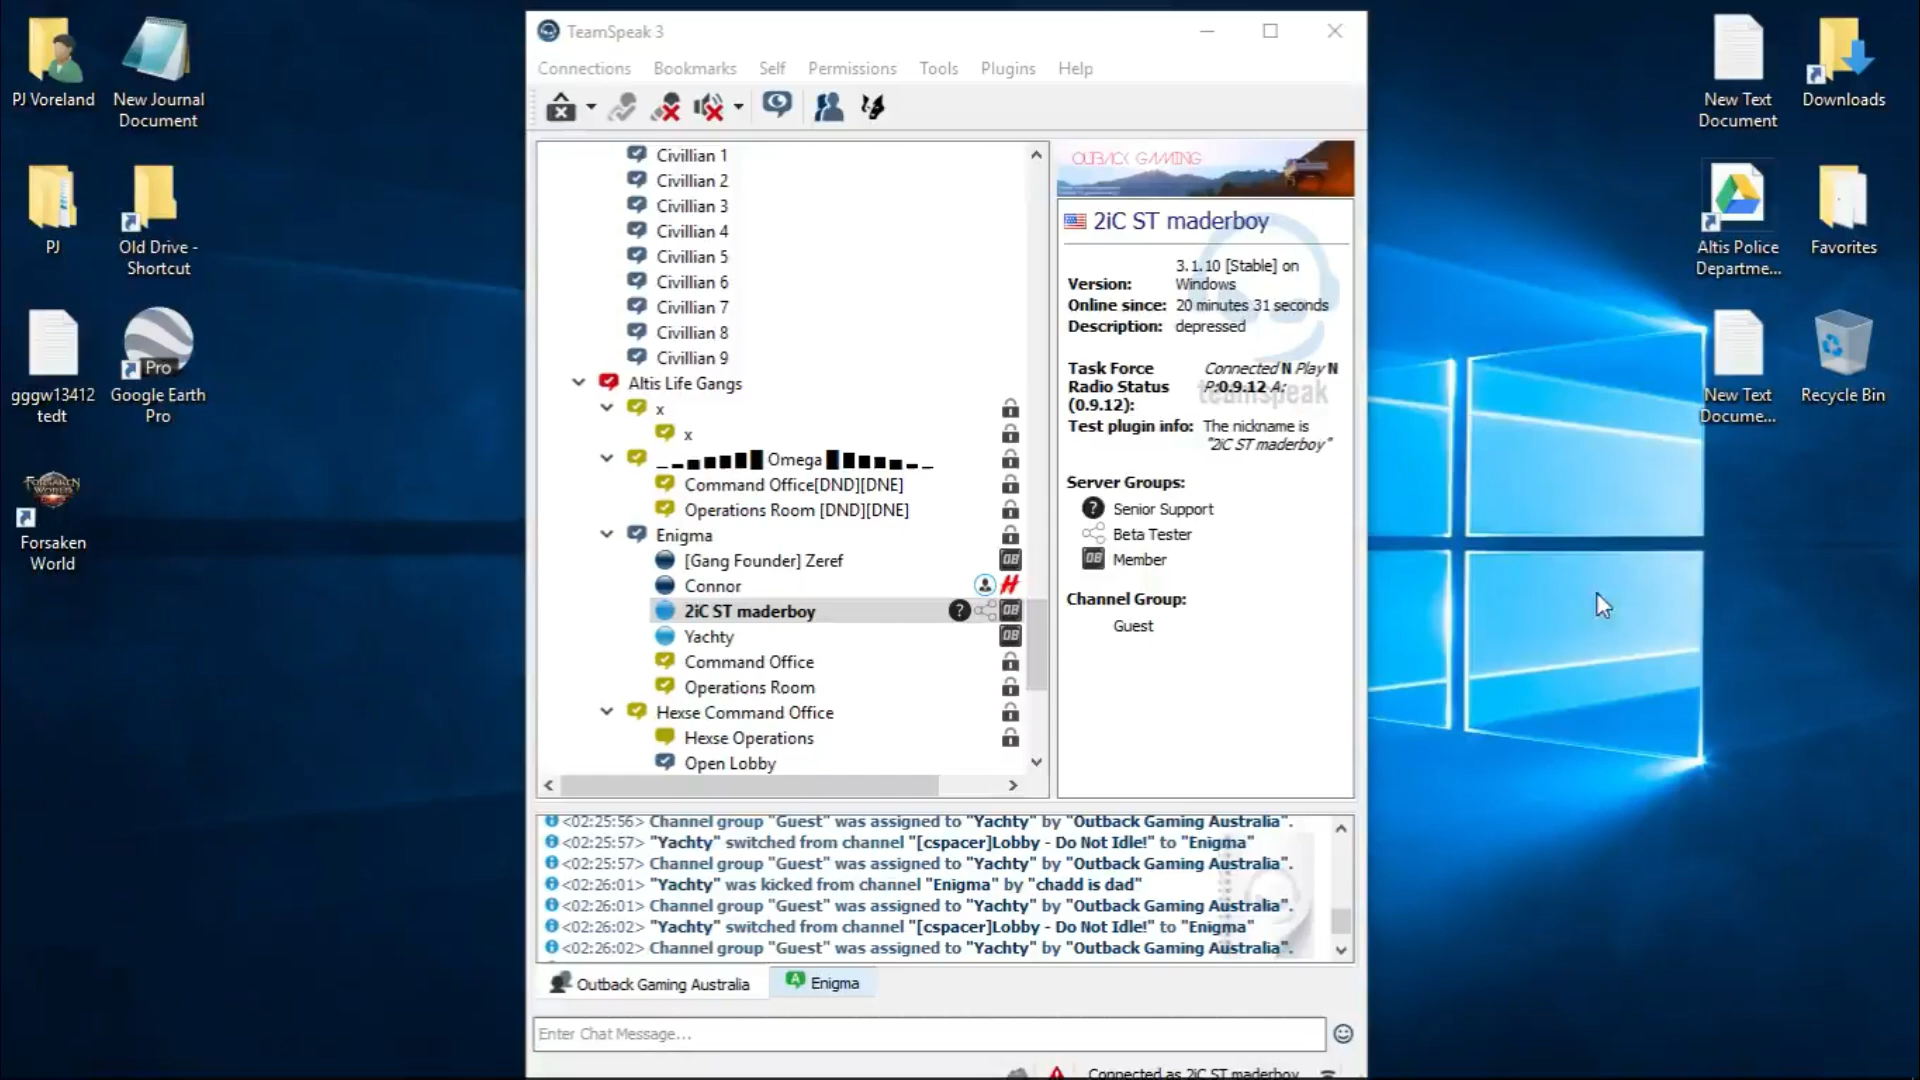 PJ Voreland
New Journal
Document
PJ
Old Drive -
Shortcut
gggw13412
tedt
Pro
Google Earth
Pro
FORSAKEN
WORLD
Forsaken
World
TeamSpeak 3
Connections Bookmarks Self Permissions Tools Plugins Help
Civillian 1
Civillian 2
Civillian 3
Civillian 4
Civillian 5
Civillian 6
Civillian 7
Civillian 8
Civillian 9
Altis Life Gangs
x
x
Omega
Command Office[DND][DNE]
Operations Room [DND][DNE]
Enigma
[Gang Founder] Zeref
Connor
2iC ST maderboy
Yachty
Command Office
Operations Room
Hexse Command Office
Hexse Operations
Open Lobby
OUTBACK GAMING
2iC ST maderboy
Version: 3.1.10 [Stable] on
Windows
Online since: 20 minutes 31 seconds
Description: depressed
Task Force
Radio Status
(0.9.12):
Connected N Play N
P:0.9.12 A:
teamspeak
Test plugin info: The nickname is
"2iC ST maderboy"
Server Groups:
Senior Support
Beta Tester
Member
Channel Group:
Guest
<02:25:56> Channel group "Guest" was assigned to "Yachty" by "Outback Gaming Australia".
<02:25:57> "Yachty" switched from channel "[cspacer]Lobby - Do Not Idle!" to "Enigma"
<02:25:57> Channel group "Guest" was assigned to "Yachty" by "Outback Gaming Australia".
<02:26:01> "Yachty" was kicked from channel "Enigma" by "chadd is dad"
<02:26:01> Channel group "Guest" was assigned to "Yachty" by "Outback Gaming Australia".
<02:26:02> "Yachty" switched from channel "[cspacer]Lobby - Do Not Idle!" to "Enigma"
<02:26:02> Channel group "Guest" was assigned to "Yachty" by "Outback Gaming Australia".
Outback Gaming Australia
Enigma
Enter Chat Message...
Connected as 2iC ST maderboy
New Text
Document
Downloads
Altis Police
Departme...
Favorites
New Text
Docume...
Recycle Bin